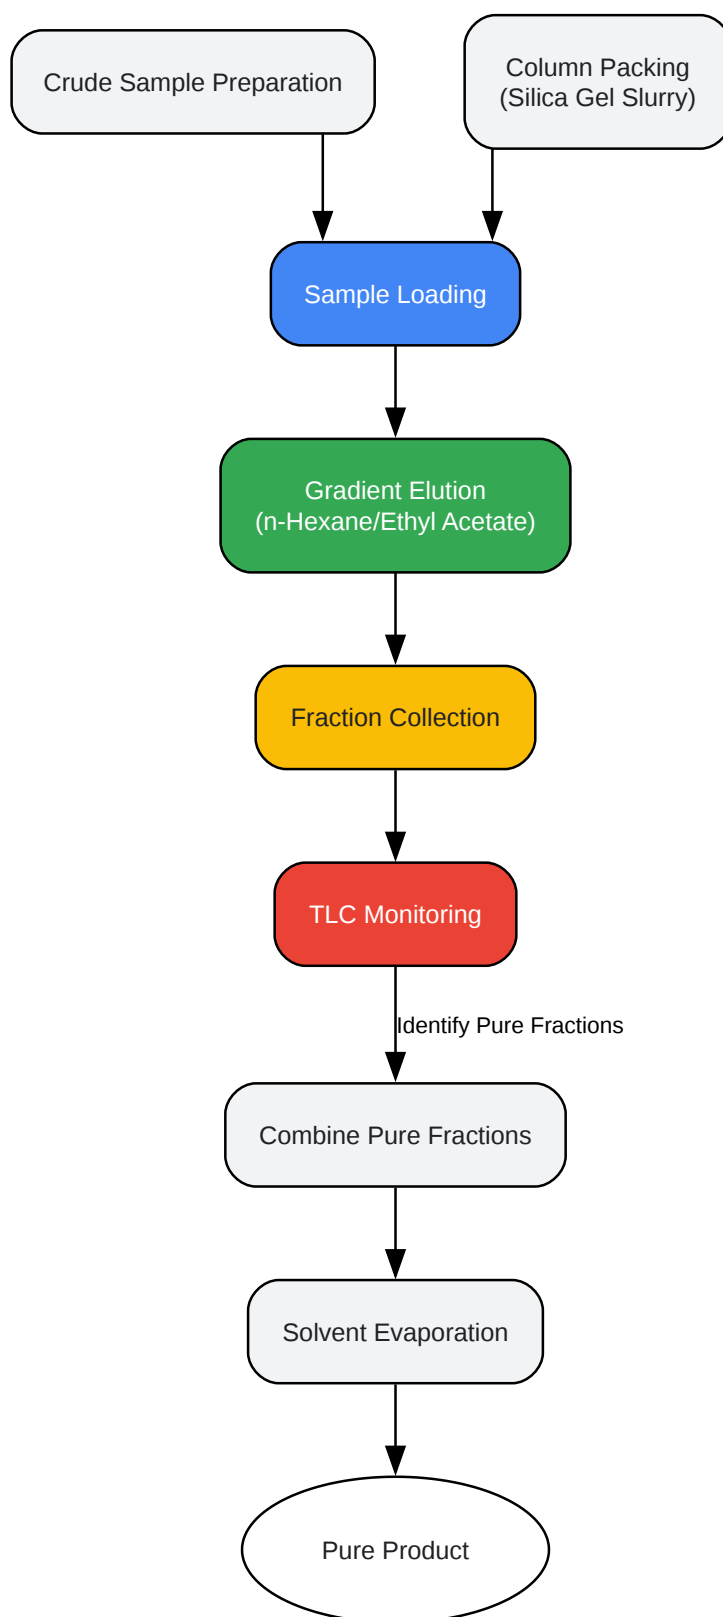 Crude Sample Preparation
Column Packing
(Silica Gel Slurry)
Sample Loading
Gradient Elution
(n-Hexane/Ethyl Acetate)
Fraction Collection
TLC Monitoring
Identify Pure Fractions
Combine Pure Fractions
Solvent Evaporation
Pure Product